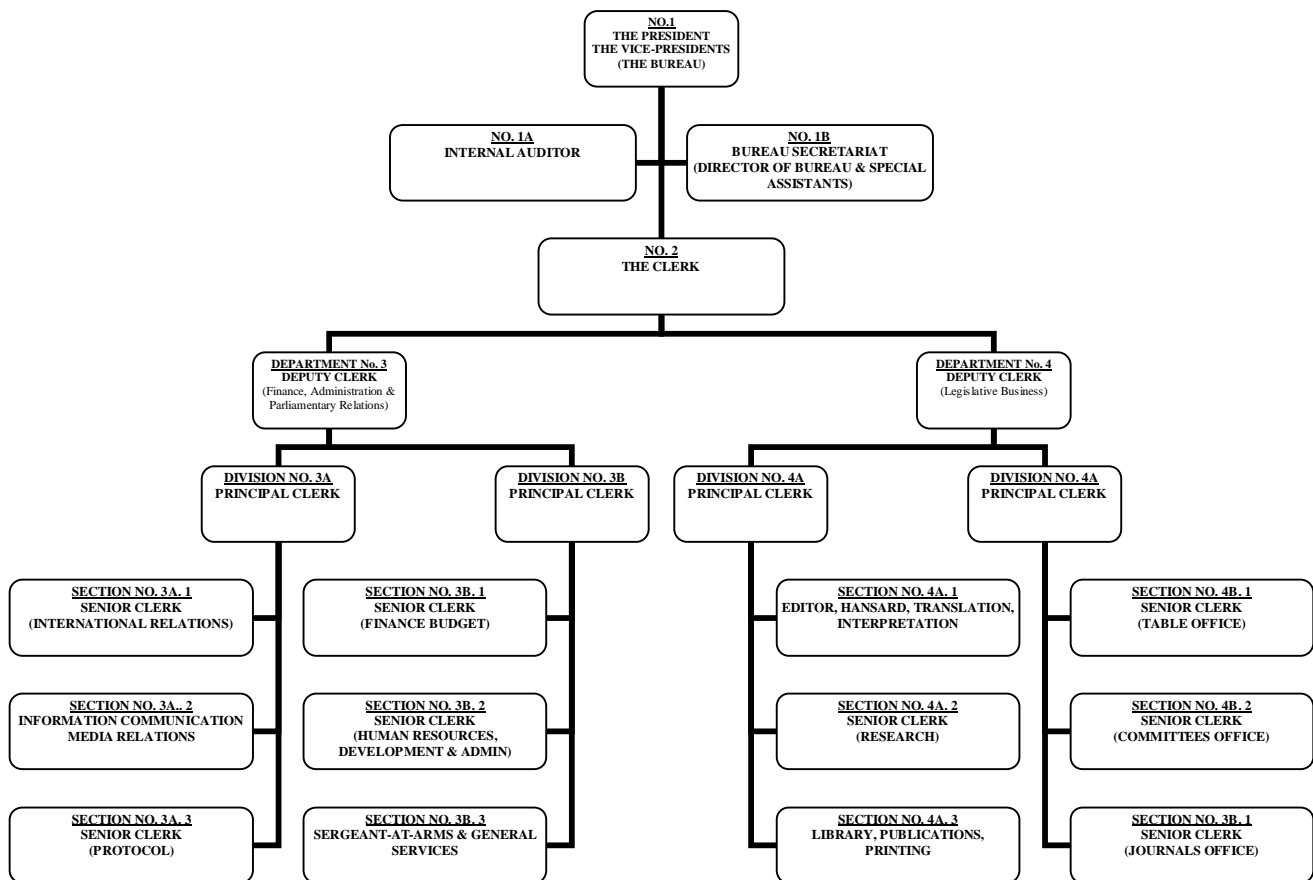 NO.1
THE PRESIDENT
THE VICE-PRESIDENTS
(THE BUREAU)
NO. 1A
INTERNAL AUDITOR
NO. 1B
BUREAU SECRETARIAT
(DIRECTOR OF BUREAU & SPECIAL
ASSISTANTS)
NO. 2
THE CLERK
DEPARTMENT No. 3
DEPUTY CLERK
(Finance, Administration &
Parliamentary Relations)
DEPARTMENT No. 4
DEPUTY CLERK
(Legislative Business)
DIVISION NO. 3A
PRINCIPAL CLERK
DIVISION NO. 3B
PRINCIPAL CLERK
DIVISION NO. 4A
PRINCIPAL CLERK
DIVISION NO. 4A
PRINCIPAL CLERK
SECTION NO. 3A. 1
SENIOR CLERK
(INTERNATIONAL RELATIONS)
SECTION NO. 3B. 1
SENIOR CLERK
(FINANCE BUDGET)
SECTION NO. 4A. 1
EDITOR, HANSARD, TRANSLATION,
INTERPRETATION
SECTION NO. 4B. 1
SENIOR CLERK
(TABLE OFFICE)
SECTION NO. 3A.. 2
INFORMATION COMMUNICATION
MEDIA RELATIONS
SECTION NO. 3B. 2
SENIOR CLERK
(HUMAN RESOURCES,
DEVELOPMENT & ADMIN)
SECTION NO. 4A. 2
SENIOR CLERK
(RESEARCH)
SECTION NO. 4B. 2
SENIOR CLERK
(COMMITTEES OFFICE)
SECTION NO. 3A. 3
SENIOR CLERK
(PROTOCOL)
SECTION NO. 3B. 3
SERGEANT-AT-ARMS & GENERAL
SERVICES
SECTION NO. 4A. 3
LIBRARY, PUBLICATIONS,
PRINTING
SECTION NO. 3B. 1
SENIOR CLERK
(JOURNALS OFFICE)